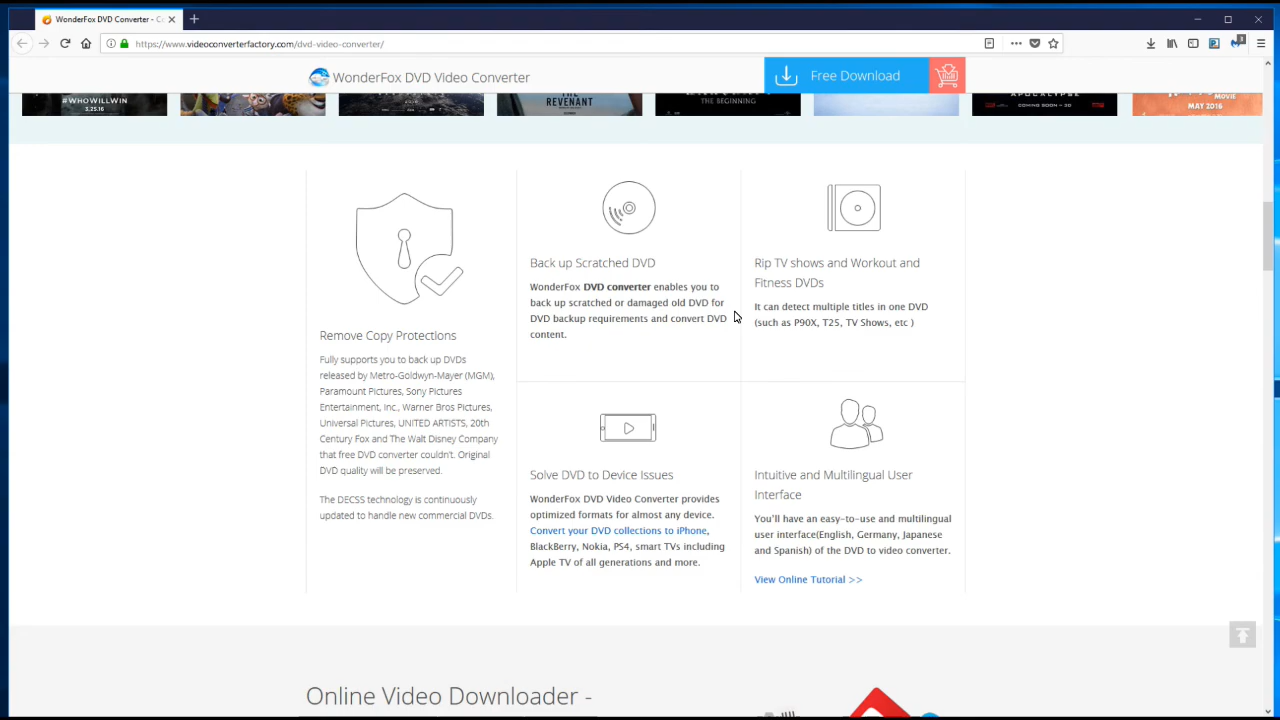 WonderFox DVD Converter - C
https://www.videoconverterfactory.com/dvd-video-converter/
WonderFox DVD Video Converter
Free Download
#WHOWILLWIN
3.25.16
THE REVENANT
THE BEGINNING
APOCALYPSE
COMING SOON - 3D
MOVIE
MAY 2016
Remove Copy Protections
Fully supports you to back up DVDs
released by Metro-Goldwyn-Mayer (MGM),
Paramount Pictures, Sony Pictures
Entertainment, Inc., Warner Bros Pictures,
Universal Pictures, UNITED ARTISTS, 20th
Century Fox and The Walt Disney Company
that free DVD converter couldn't. Original
DVD quality will be preserved.
The DECSS technology is continuously
updated to handle new commercial DVDs.
Back up Scratched DVD
WonderFox DVD converter enables you to
back up scratched or damaged old DVD for
DVD backup requirements and convert DVD
content.
Rip TV shows and Workout and
Fitness DVDs
It can detect multiple titles in one DVD
(such as P90X, T25, TV Shows, etc )
Solve DVD to Device Issues
WonderFox DVD Video Converter provides
optimized formats for almost any device.
Convert your DVD collections to iPhone,
BlackBerry, Nokia, PS4, smart TVs including
Apple TV of all generations and more.
Intuitive and Multilingual User
Interface
You'll have an easy-to-use and multilingual
user interface(English, Germany, Japanese
and Spanish) of the DVD to video converter.
View Online Tutorial >>
Online Video Downloader -